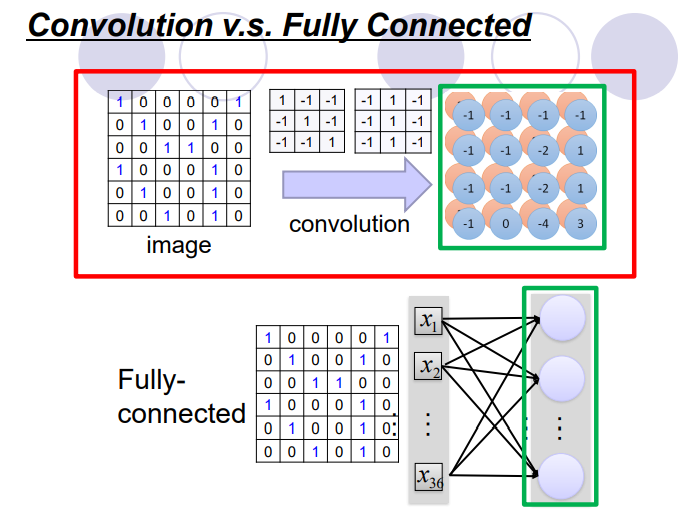 Convolution v.s. Fully Connected
1 0 0 0 0 1
0 1 0 0 1 0
0 0 1 1 0 0
1 0 0 0 1 0
0 1 0 0 1 0
0 0 1 0 1 0
image
1 -1 -1
-1 1 -1
-1 -1 1
-1 1 -1
-1 1 -1
-1 1 -1
convolution
-1 -1 -1 -1
-1 -1 -2 1
-1 -1 -2 1
-1 0 -4 3
Fully-
connected
1 0 0 0 0 1
0 1 0 0 1 0
0 0 1 1 0 0
1 0 0 0 1 0
0 1 0 0 1 0
0 0 1 0 1 0
x1
x2
⋮
x36
⋮